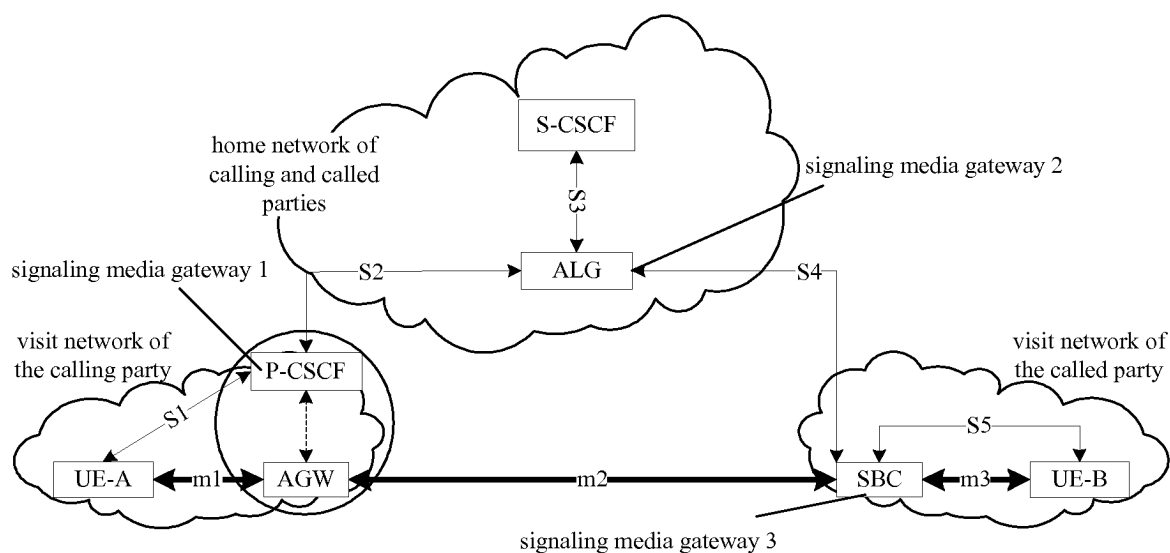 S-CSCF
home network of
calling and called
parties
signaling media gateway 2
S3
signaling media gateway 1
S2
ALG
S4
visit network of
the calling party
P-CSCF
visit network of
the called party
S1
S5
UE-A
m1
AGW
m2
SBC
m3
UE-B
signaling media gateway 3